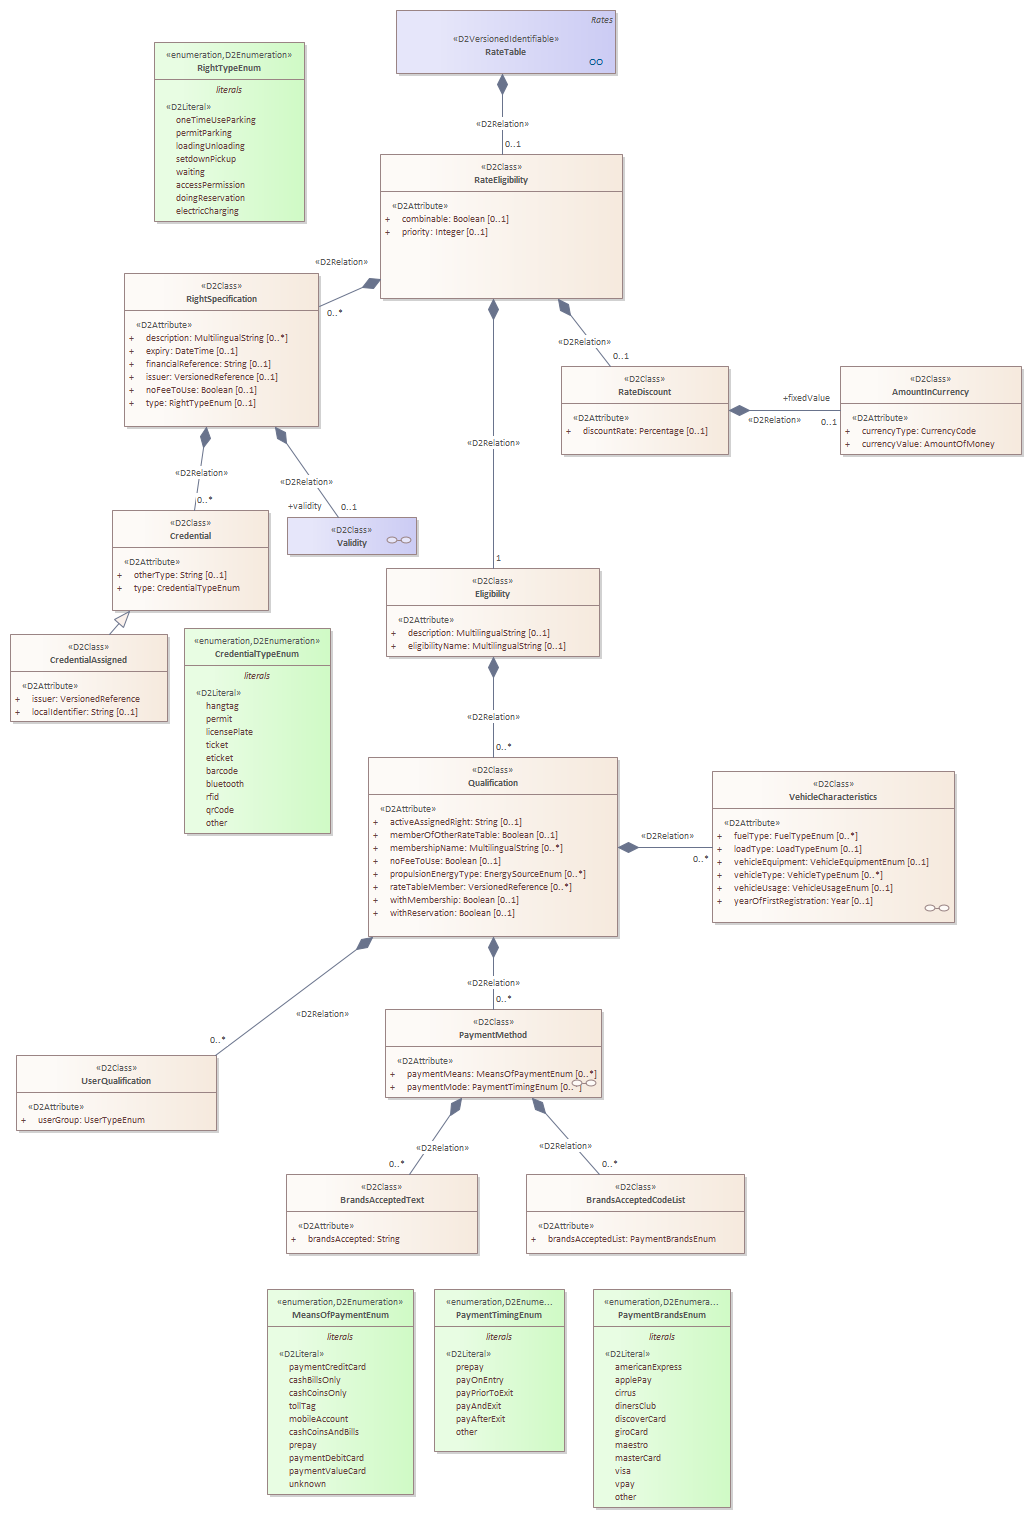 Rates
«D2VersionedIdentifiable»
RateTable
«enumeration,D2Enumeration»
RightTypeEnum
literals
«D2Literal»
oneTimeUseParking
permitParking
loadingUnloading
setdownPickup
waiting
accessPermission
doingReservation
electricCharging
«D2Relation»
0..1
«D2Class»
RateEligibility
«D2Attribute»
+ combinable: Boolean [0..1]
+ priority: Integer [0..1]
«D2Relation»
0..*
«D2Class»
RightSpecification
«D2Attribute»
+ description: MultilingualString [0..*]
+ expiry: DateTime [0..1]
+ financialReference: String [0..1]
+ issuer: VersionedReference [0..1]
+ noFeeToUse: Boolean [0..1]
+ type: RightTypeEnum [0..1]
«D2Relation»
0..1
«D2Class»
RateDiscount
«D2Attribute»
+ discountRate: Percentage [0..1]
+fixedValue
«D2Relation»
0..1
«D2Class»
AmountInCurrency
«D2Attribute»
+ currencyType: CurrencyCode
+ currencyValue: AmountOfMoney
«D2Relation»
1
«D2Relation»
0..*
«D2Relation»
+validity
0..1
«D2Class»
Validity
«D2Class»
Credential
«D2Attribute»
+ otherType: String [0..1]
+ type: CredentialTypeEnum
«D2Class»
Eligibility
«D2Attribute»
+ description: MultilingualString [0..1]
+ eligibilityName: MultilingualString [0..1]
«D2Class»
CredentialAssigned
«D2Attribute»
+ issuer: VersionedReference
+ localIdentifier: String [0..1]
«enumeration,D2Enumeration»
CredentialTypeEnum
literals
«D2Literal»
hangtag
permit
licensePlate
ticket
eticket
barcode
bluetooth
rfid
qrCode
other
«D2Relation»
0..*
«D2Class»
Qualification
«D2Attribute»
+ activeAssignedRight: String [0..1]
+ memberOfOtherRateTable: Boolean [0..1]
+ membershipName: MultilingualString [0..*]
+ noFeeToUse: Boolean [0..1]
+ propulsionEnergyType: EnergySourceEnum [0..*]
+ rateTableMember: VersionedReference [0..*]
+ withMembership: Boolean [0..1]
+ withReservation: Boolean [0..1]
«D2Relation»
0..*
«D2Class»
VehicleCharacteristics
«D2Attribute»
+ fuelType: FuelTypeEnum [0..*]
+ loadType: LoadTypeEnum [0..1]
+ vehicleEquipment: VehicleEquipmentEnum [0..1]
+ vehicleType: VehicleTypeEnum [0..*]
+ vehicleUsage: VehicleUsageEnum [0..1]
+ yearOfFirstRegistration: Year [0..1]
«D2Relation»
0..*
«D2Relation»
0..*
«D2Class»
UserQualification
«D2Attribute»
+ userGroup: UserTypeEnum
«D2Class»
PaymentMethod
«D2Attribute»
+ paymentMeans: MeansOfPaymentEnum [0..*]
+ paymentMode: PaymentTimingEnum [0..*]
«D2Relation»
0..*
«D2Relation»
0..*
«D2Class»
BrandsAcceptedText
«D2Attribute»
+ brandsAccepted: String
«D2Class»
BrandsAcceptedCodeList
«D2Attribute»
+ brandsAcceptedList: PaymentBrandsEnum
«enumeration,D2Enumeration»
MeansOfPaymentEnum
literals
«D2Literal»
paymentCreditCard
cashBillsOnly
cashCoinsOnly
tollTag
mobileAccount
cashCoinsAndBills
prepay
paymentDebitCard
paymentValueCard
unknown
«enumeration,D2Enume...
PaymentTimingEnum
literals
«D2Literal»
prepay
payOnEntry
payPriorToExit
payAndExit
payAfterExit
other
«enumeration,D2Enumera...
PaymentBrandsEnum
literals
«D2Literal»
americanExpress
applePay
cirrus
dinersClub
discoverCard
giroCard
maestro
masterCard
visa
vpay
other